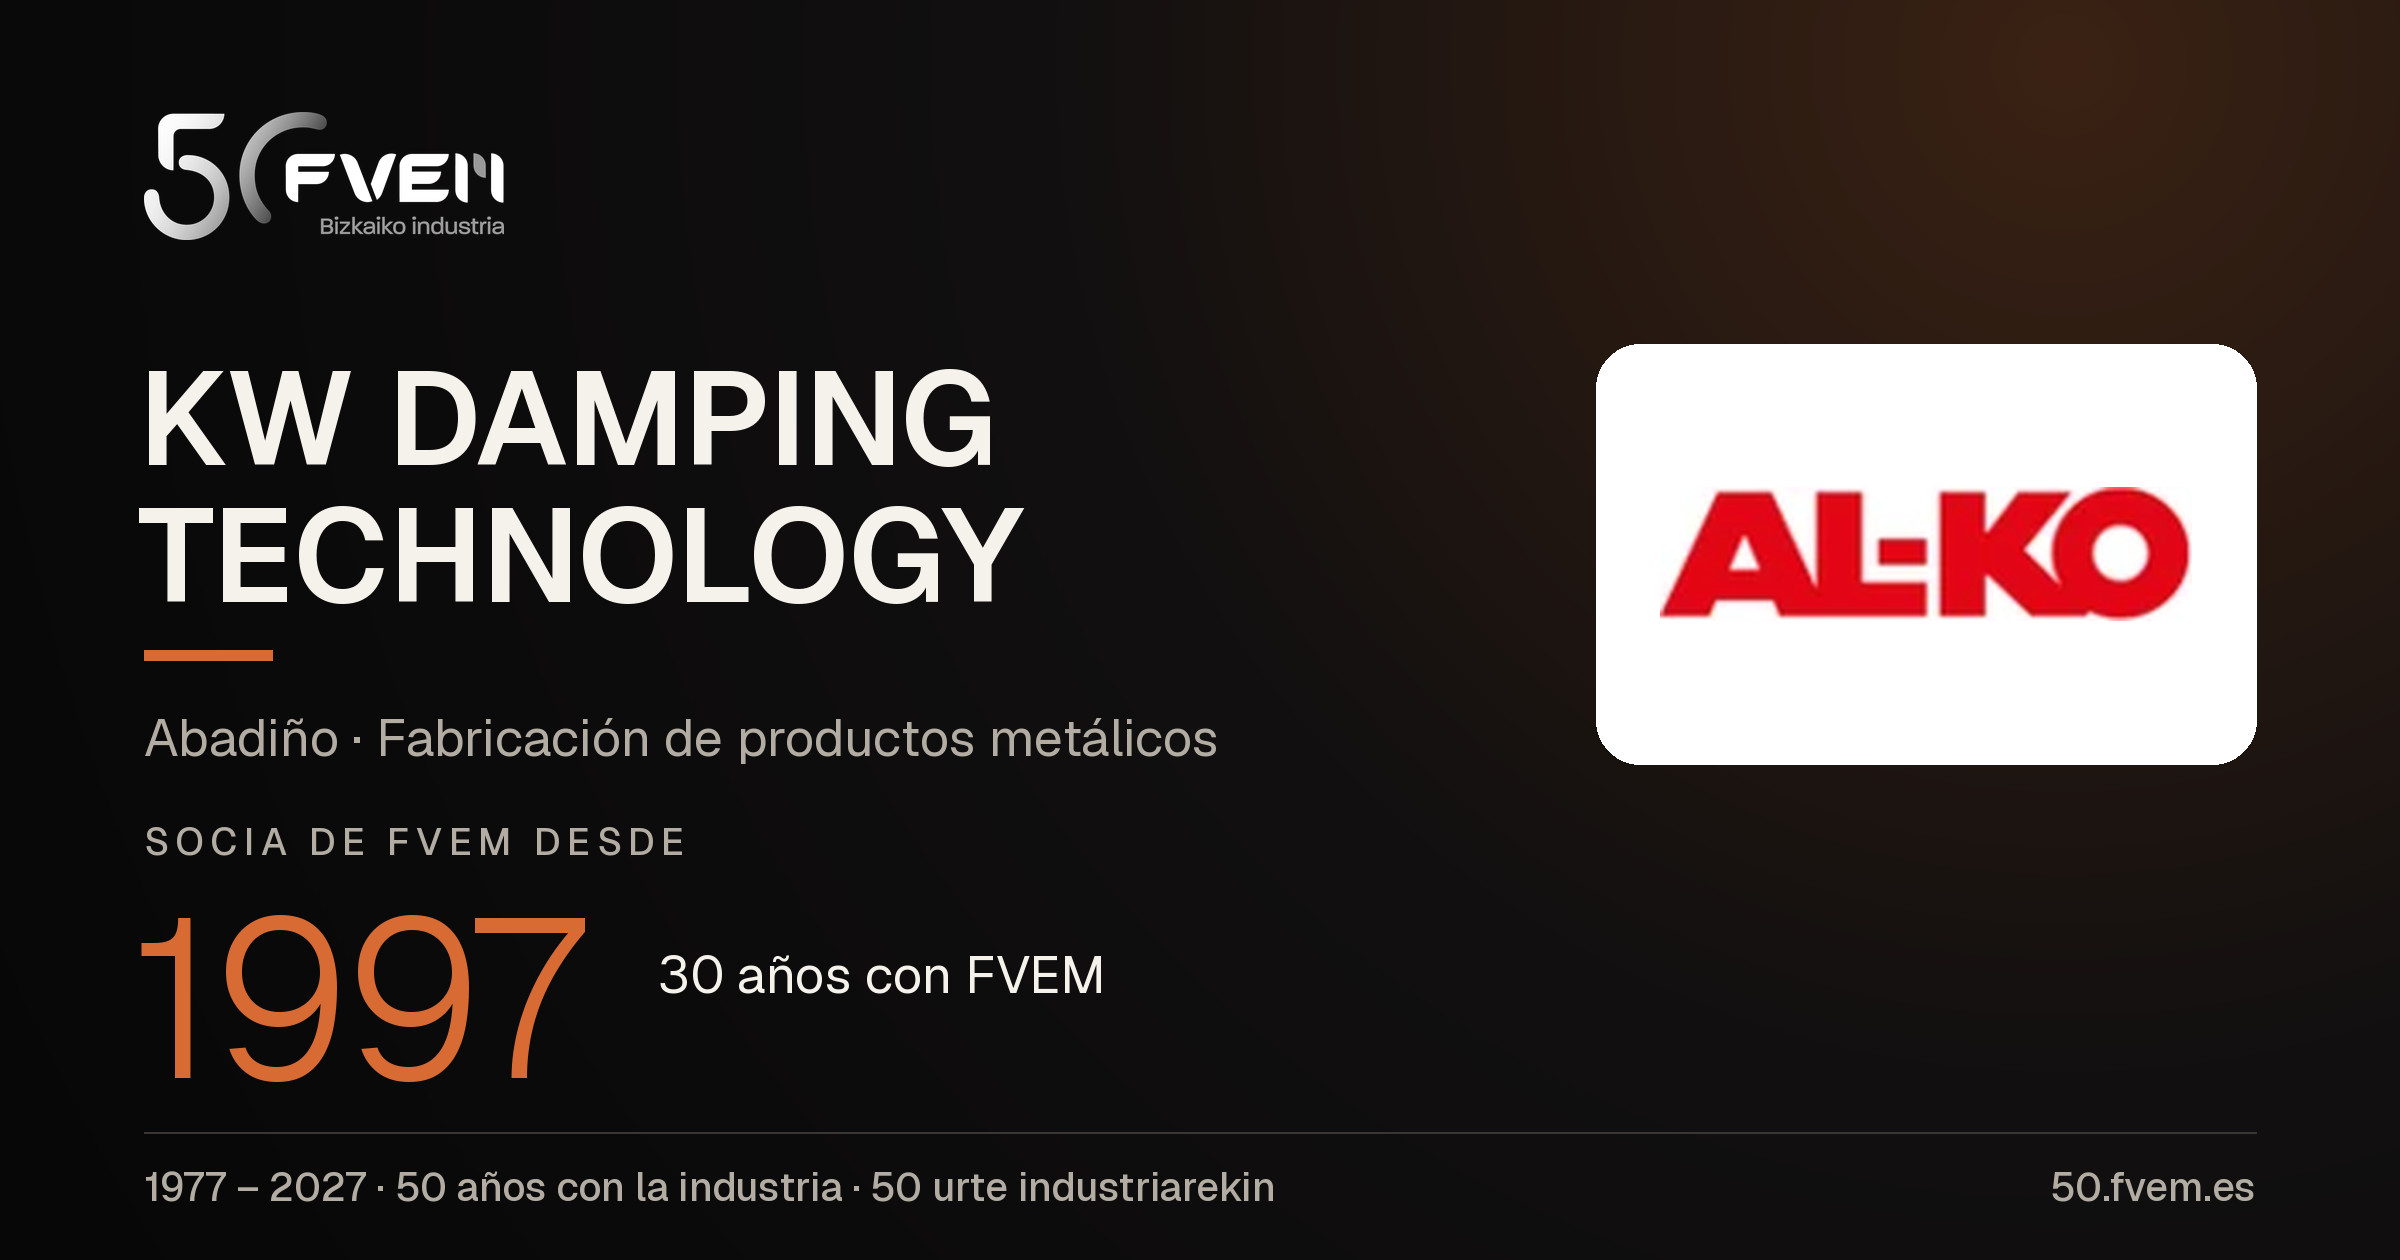 50 FVEM
Bizkaiko industria
KW DAMPING
TECHNOLOGY
AL-KO
Abadiño · Fabricación de productos metálicos
SOCIA DE FVEM DESDE
1997
30 años con FVEM
1977 – 2027 · 50 años con la industria · 50 urte industriarekin
50.fvem.es